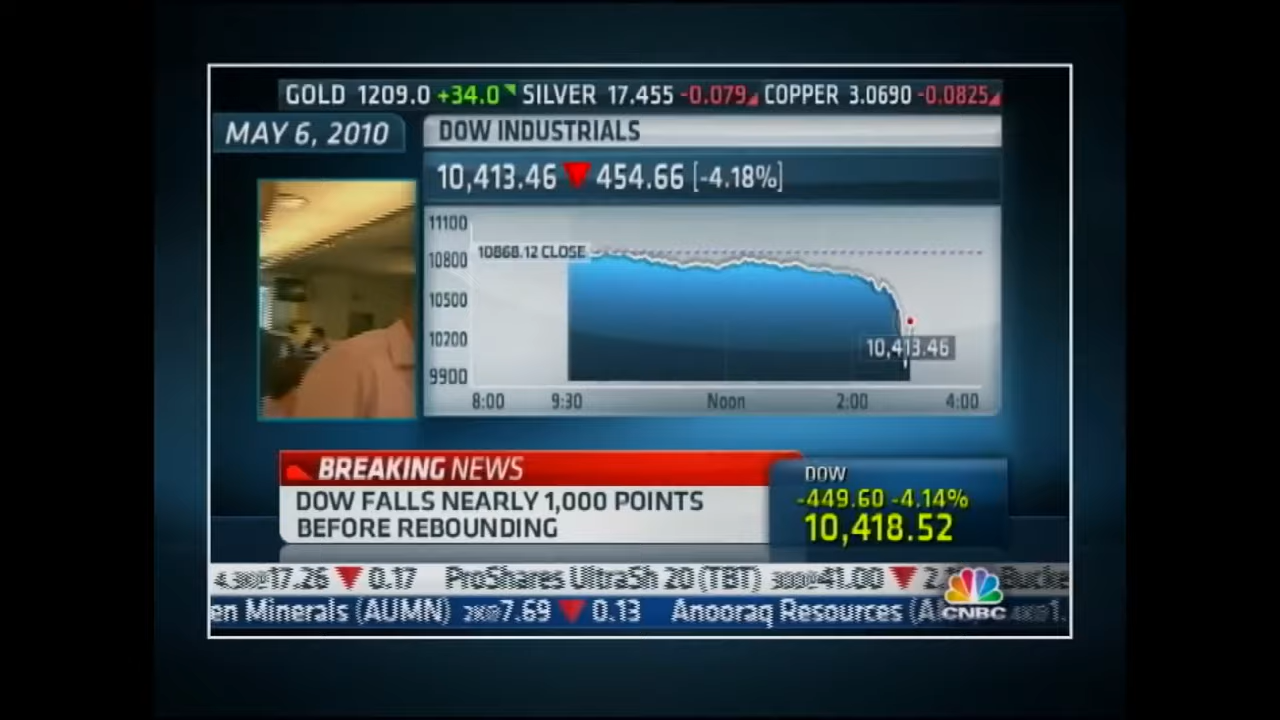 GOLD 1209.0 +34.0 SILVER 17.455 -0.079 COPPER 3.0690 -0.0825
MAY 6, 2010
DOW INDUSTRIALS
10,413.46 ▼ 454.66 [-4.18%]
11100
10868.12 CLOSE
10800
10500
10200
10,413.46
9900
8:00 9:30 Noon 2:00 4:00
BREAKING NEWS
DOW FALLS NEARLY 1,000 POINTS
BEFORE REBOUNDING
DOW
-449.60 -4.14%
10,418.52
17.26 ▼ 0.17 ProShares UltraSh 20 (TBT) 41.00 ▼
CNBC
en Minerals (AUMN) 7.69 ▼ 0.13 Anooraq Resources